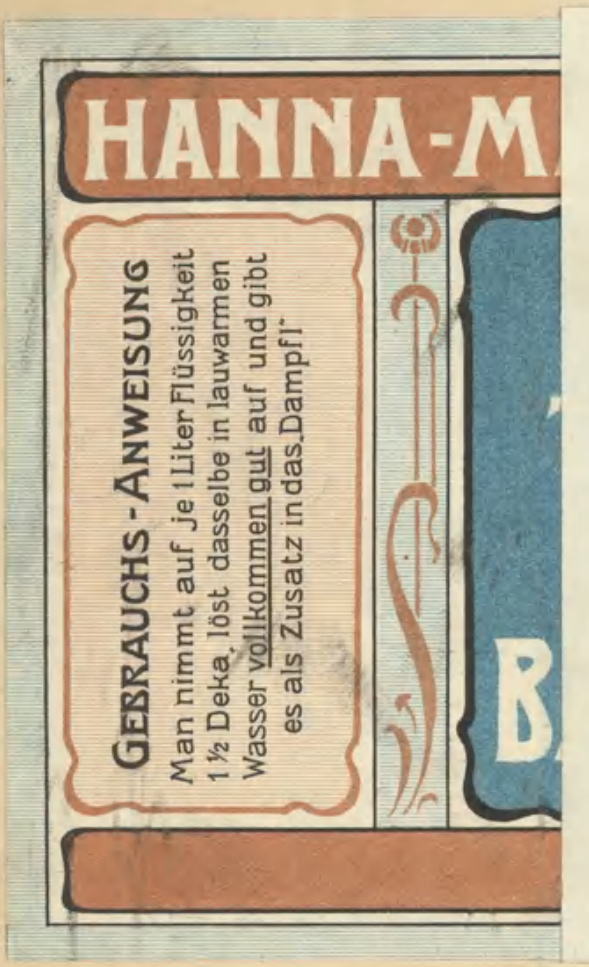 HANNA-M
GEBRAUCHS-ANWEISUNG
Man nimmt auf je 1 Liter Flüssigkeit
1 ½ Deka, löst dasselbe in lauwarmen
Wasser vollkommen gut auf und gibt
es als Zusatz in das „Dampfl“
B